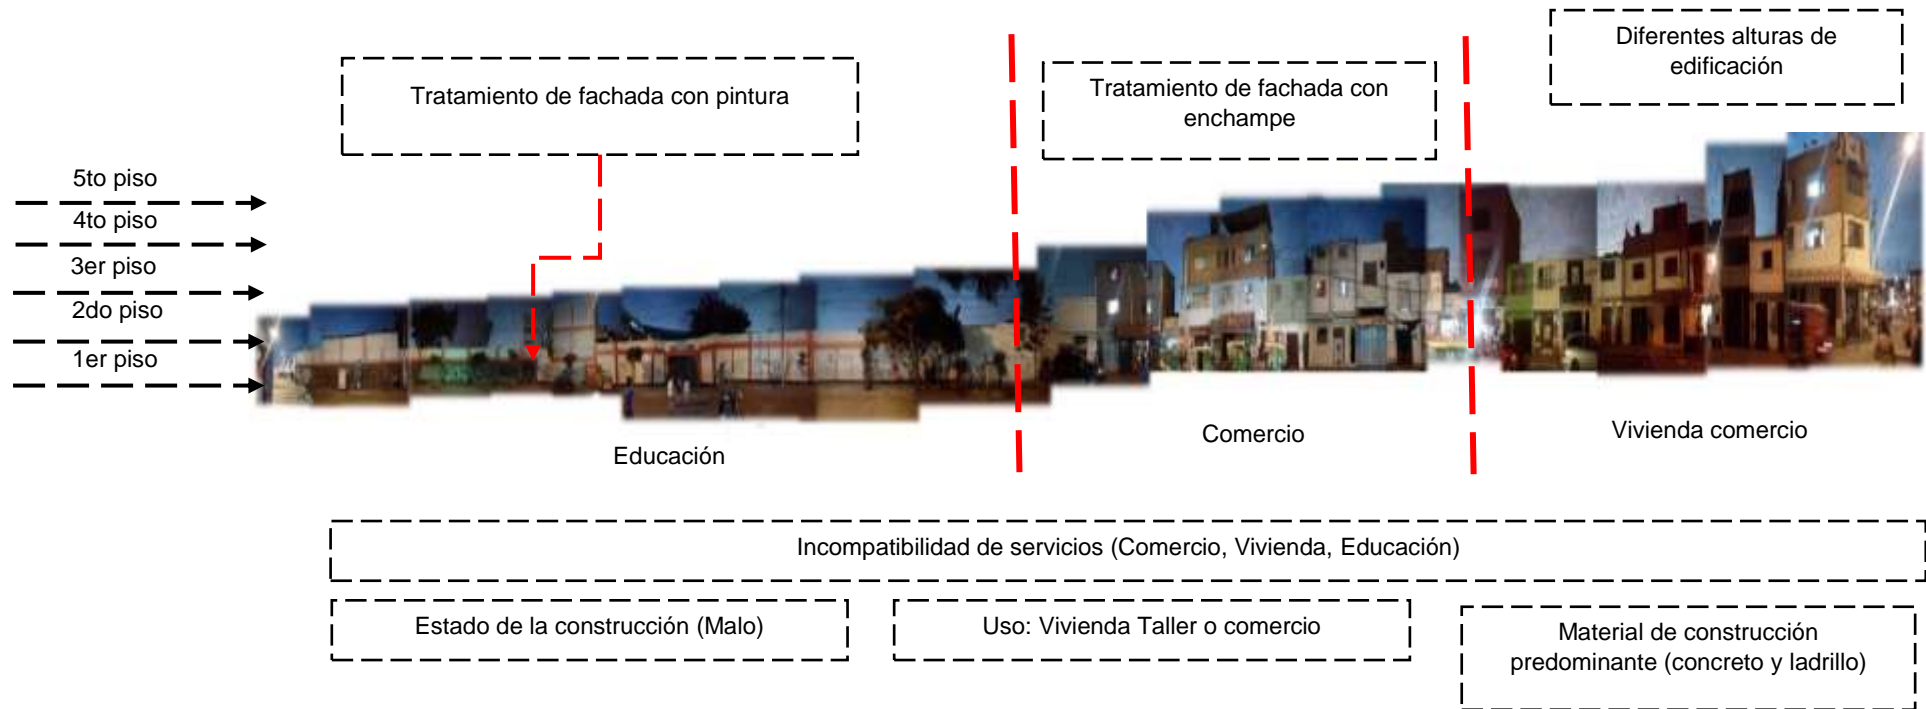 Diferentes alturas de
edificación
Tratamiento de fachada con pintura
Tratamiento de fachada con
enchampe
5to piso
4to piso
3er piso
2do piso
1er piso
Educación
Comercio
Vivienda comercio
Incompatibilidad de servicios (Comercio, Vivienda, Educación)
Estado de la construcción (Malo)
Uso: Vivienda Taller o comercio
Material de construcción
predominante (concreto y ladrillo)